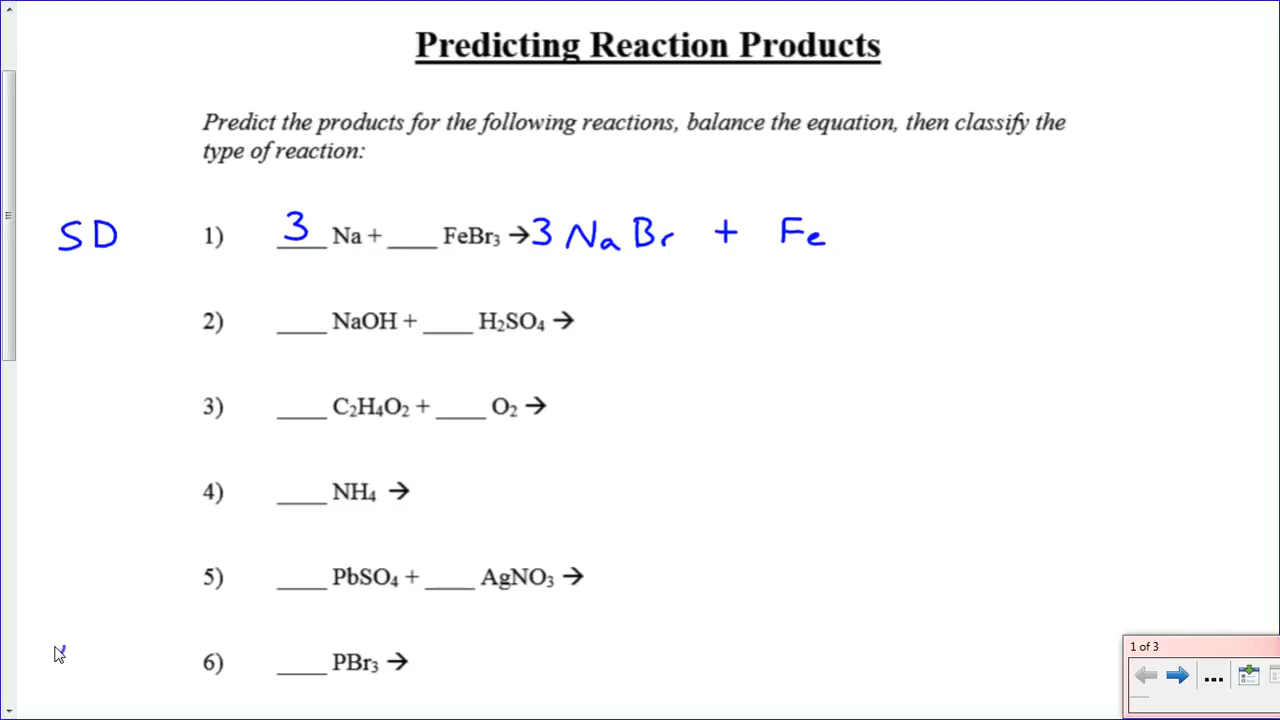 Predicting Reaction Products
Predict the products for the following reactions, balance the equation, then classify the
type of reaction:
SD 1) 3 Na + ____ FeBr₃ → 3 NaBr + Fe
2) ____ NaOH + ____ H₂SO₄ →
3) ____ C₂H₄O₂ + ____ O₂ →
4) ____ NH₄ →
5) ____ PbSO₄ + ____ AgNO₃ →
6) ____ PBr₃ →
1 of 3
...